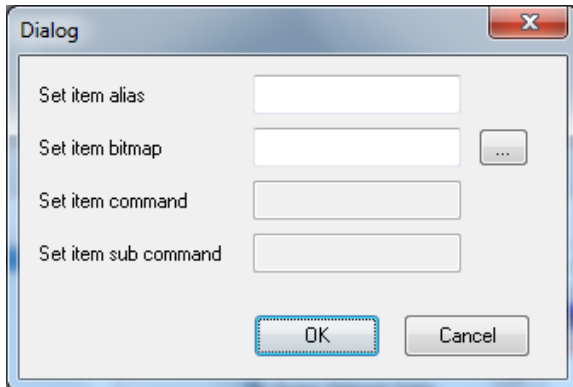 Dialog
Set item alias
Set item bitmap
...
Set item command
Set item sub command
OK Cancel